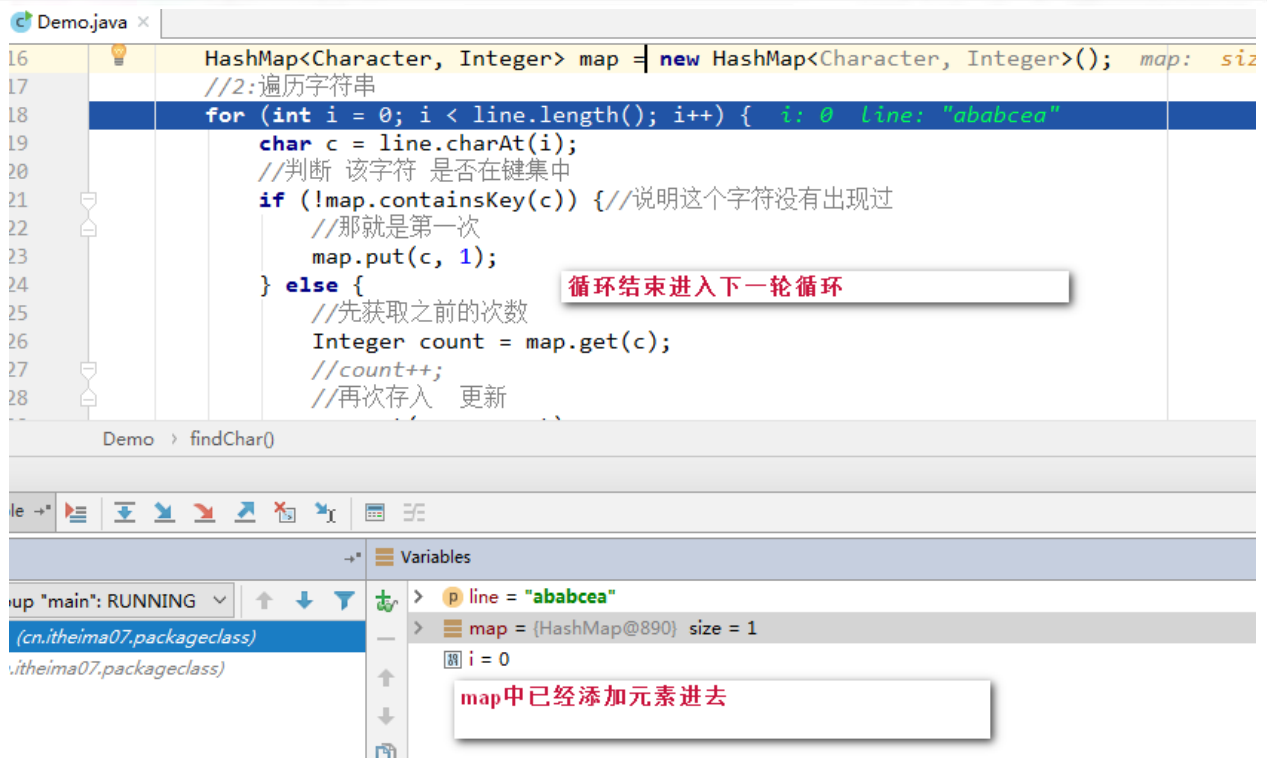 Demo.java
16 HashMap<Character, Integer> map = new HashMap<Character, Integer>(); map: siz
17 //2:遍历字符串
18 for (int i = 0; i < line.length(); i++) { i: 0 line: "ababcea"
19 char c = line.charAt(i);
20 //判断 该字符 是否在键集中
21 if (!map.containsKey(c)) {//说明这个字符没有出现过
22 //那就是第一次
23 map.put(c, 1);
24 } else {
循环结束进入下一轮循环
25 //先获取之前的次数
26 Integer count = map.get(c);
27 //count++;
28 //再次存入 更新
Demo › findChar()
le
Variables
oup "main": RUNNING
line = "ababcea"
(cn.itheima07.packageclass)
map = {HashMap@890} size = 1
.itheima07.packageclass)
i = 0
map中已经添加元素进去